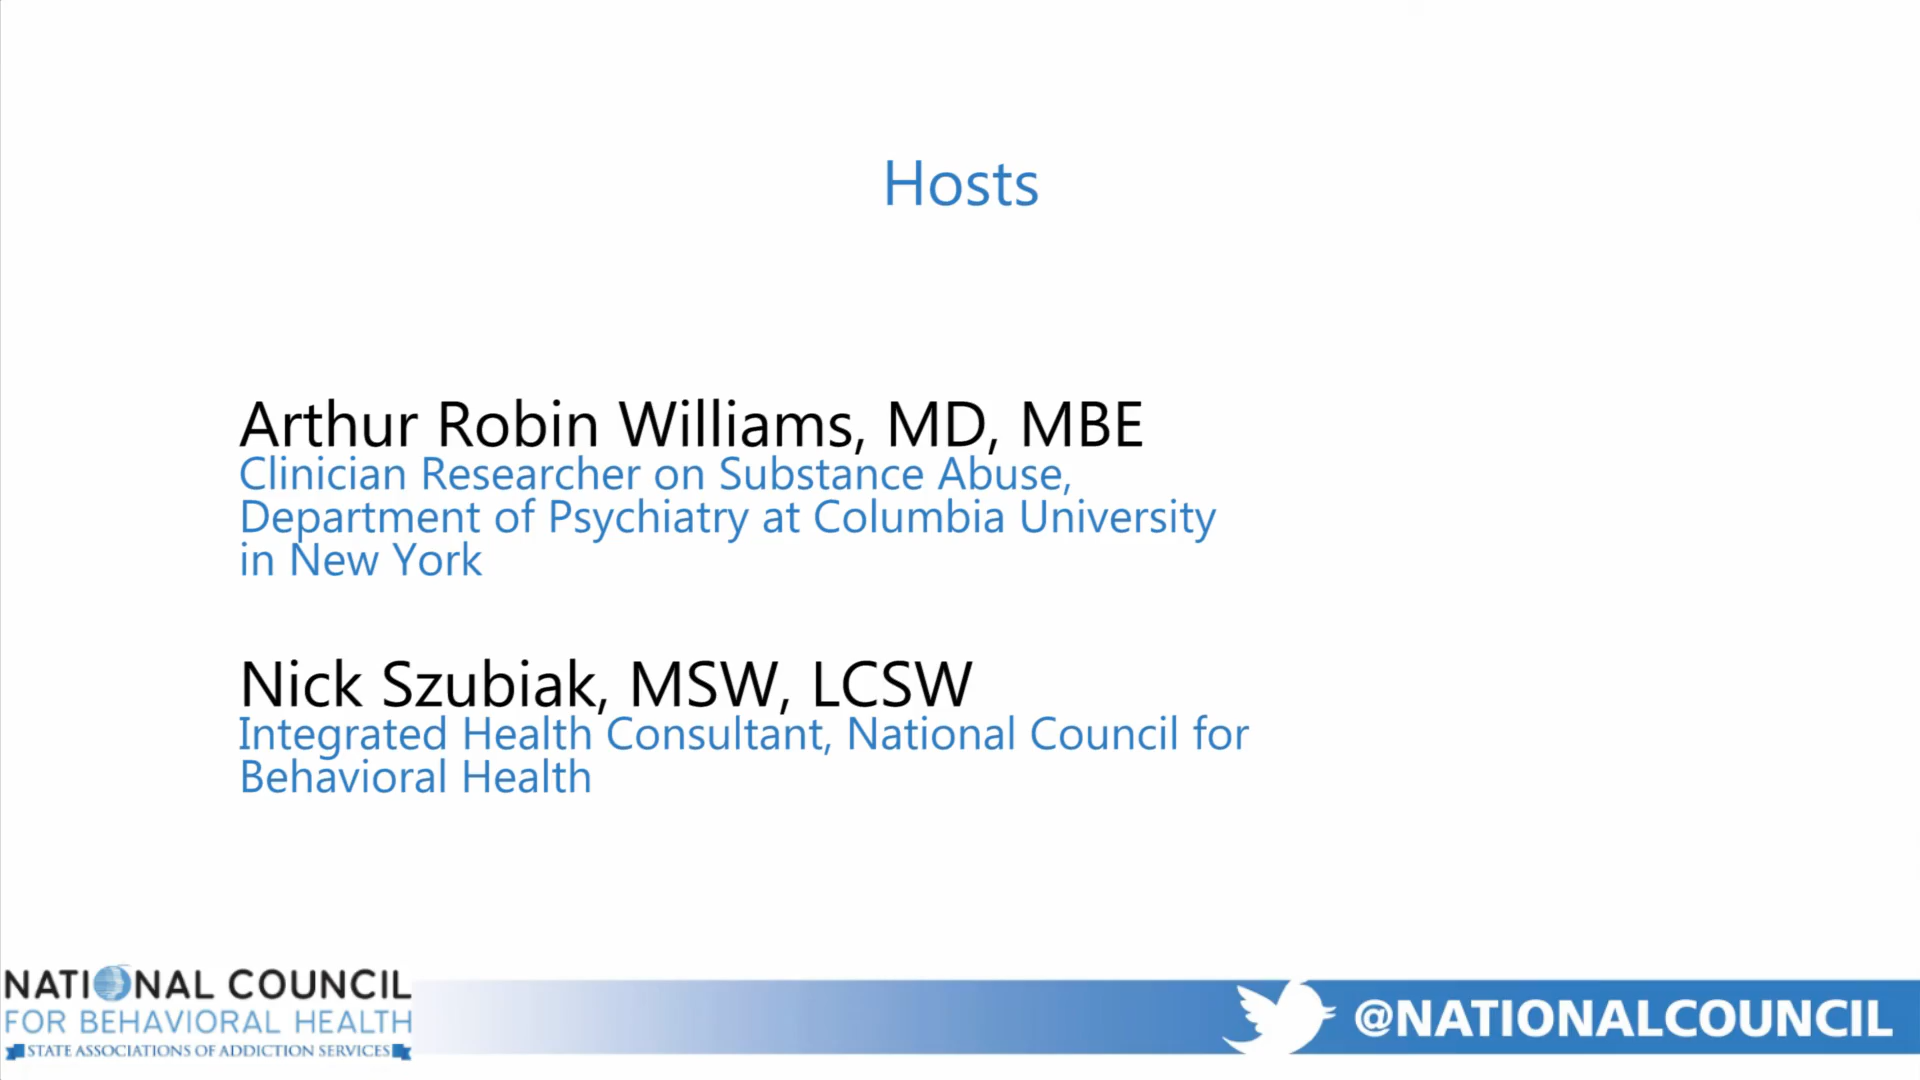 Hosts
Arthur Robin Williams, MD, MBE
Clinician Researcher on Substance Abuse,
Department of Psychiatry at Columbia University
in New York
Nick Szubiak, MSW, LCSW
Integrated Health Consultant, National Council for
Behavioral Health
NATIONAL COUNCIL
FOR BEHAVIORAL HEALTH
STATE ASSOCIATIONS OF ADDICTION SERVICES
@NATIONALCOUNCIL